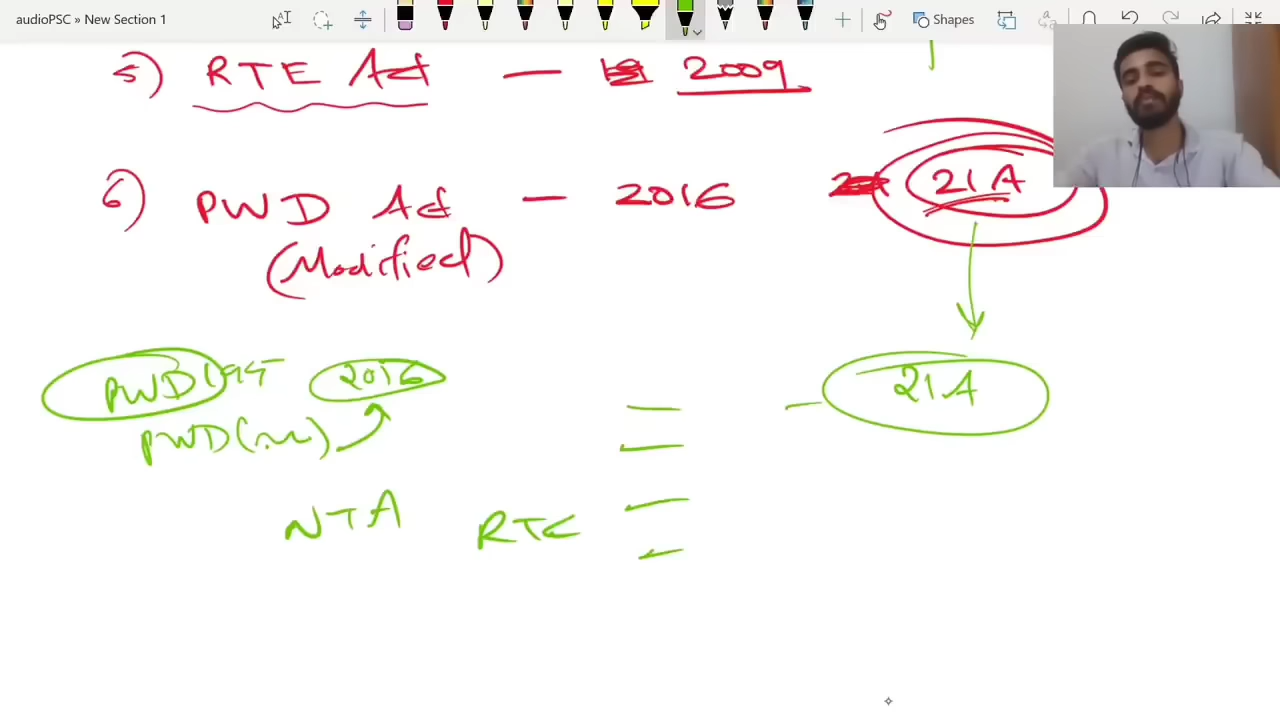 audioPSC » New Section 1
Shapes
5) RTE Act — 2009
6) PWD Act — 2016
(Modified)
21A
PWD 1995
2016
21A
PWD
NTA RTE